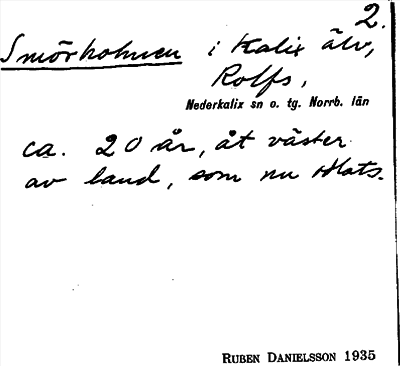 2.
Smörholmen i Kalix älv,
Rolfs,
Nederkalix sn o. tg. Norrb. län
ca. 20 år, åt väster
av land, som nu
RUBEN DANIELSSON 1935